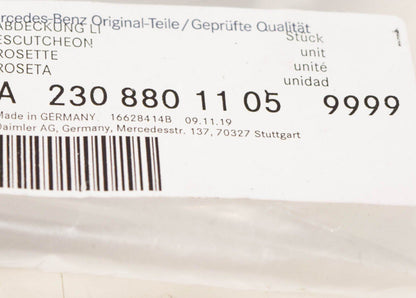 rcedes-Benz Original-Teile/Geprüfte Qualität
ABDECKUNG LI
Stück 1
ESCUTCHEON unit
ROSETTE unité
ROSETA unidad
A 230 880 11 05 9999
Made in GERMANY 16628414B 09.11.19
Daimler AG, Germany, Mercedesstr. 137, 70327 Stuttgart